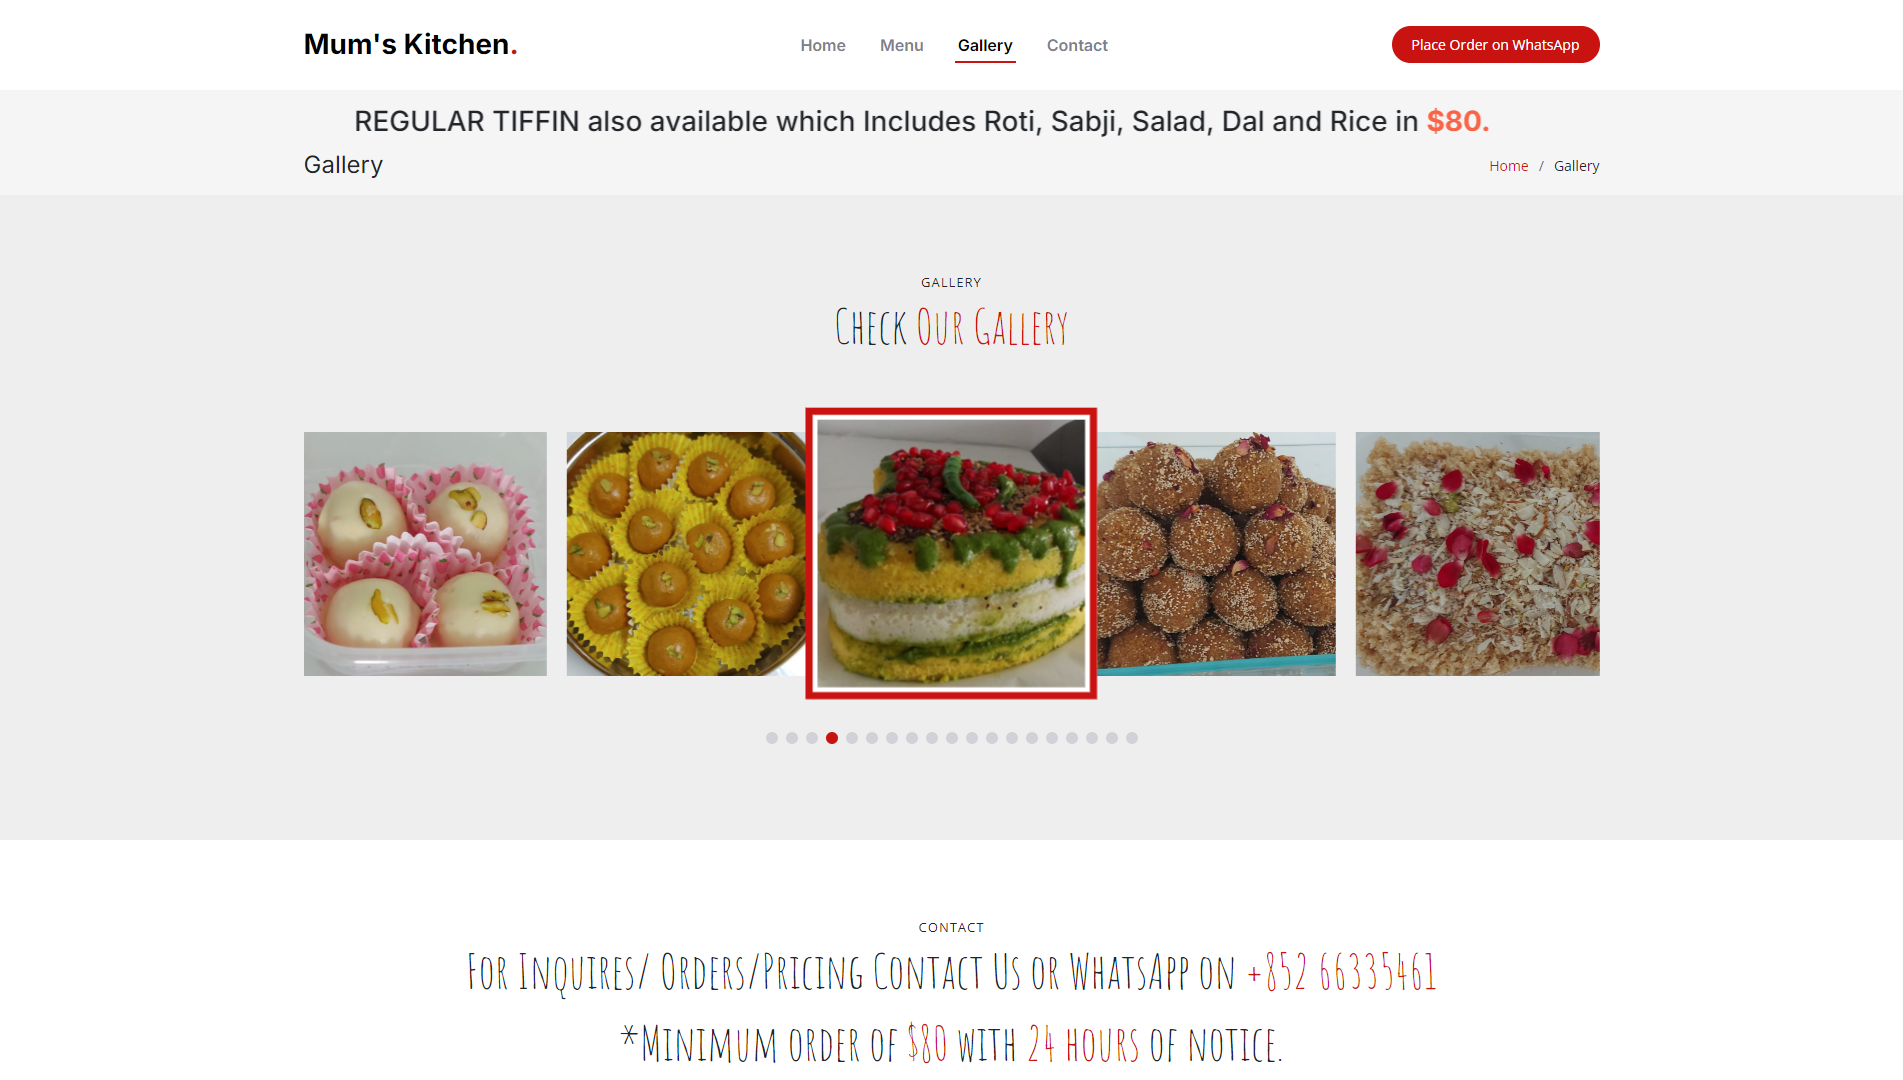 Mum's Kitchen.
Home Menu Gallery Contact
Place Order on WhatsApp
REGULAR TIFFIN also available which Includes Roti, Sabji, Salad, Dal and Rice in $80.
Gallery
Home / Gallery
GALLERY
Check Our Gallery
CONTACT
For Inquires/ Orders/Pricing Contact Us or WhatsApp on +852 66335461
*Minimum order of $80 with 24 hours of notice.